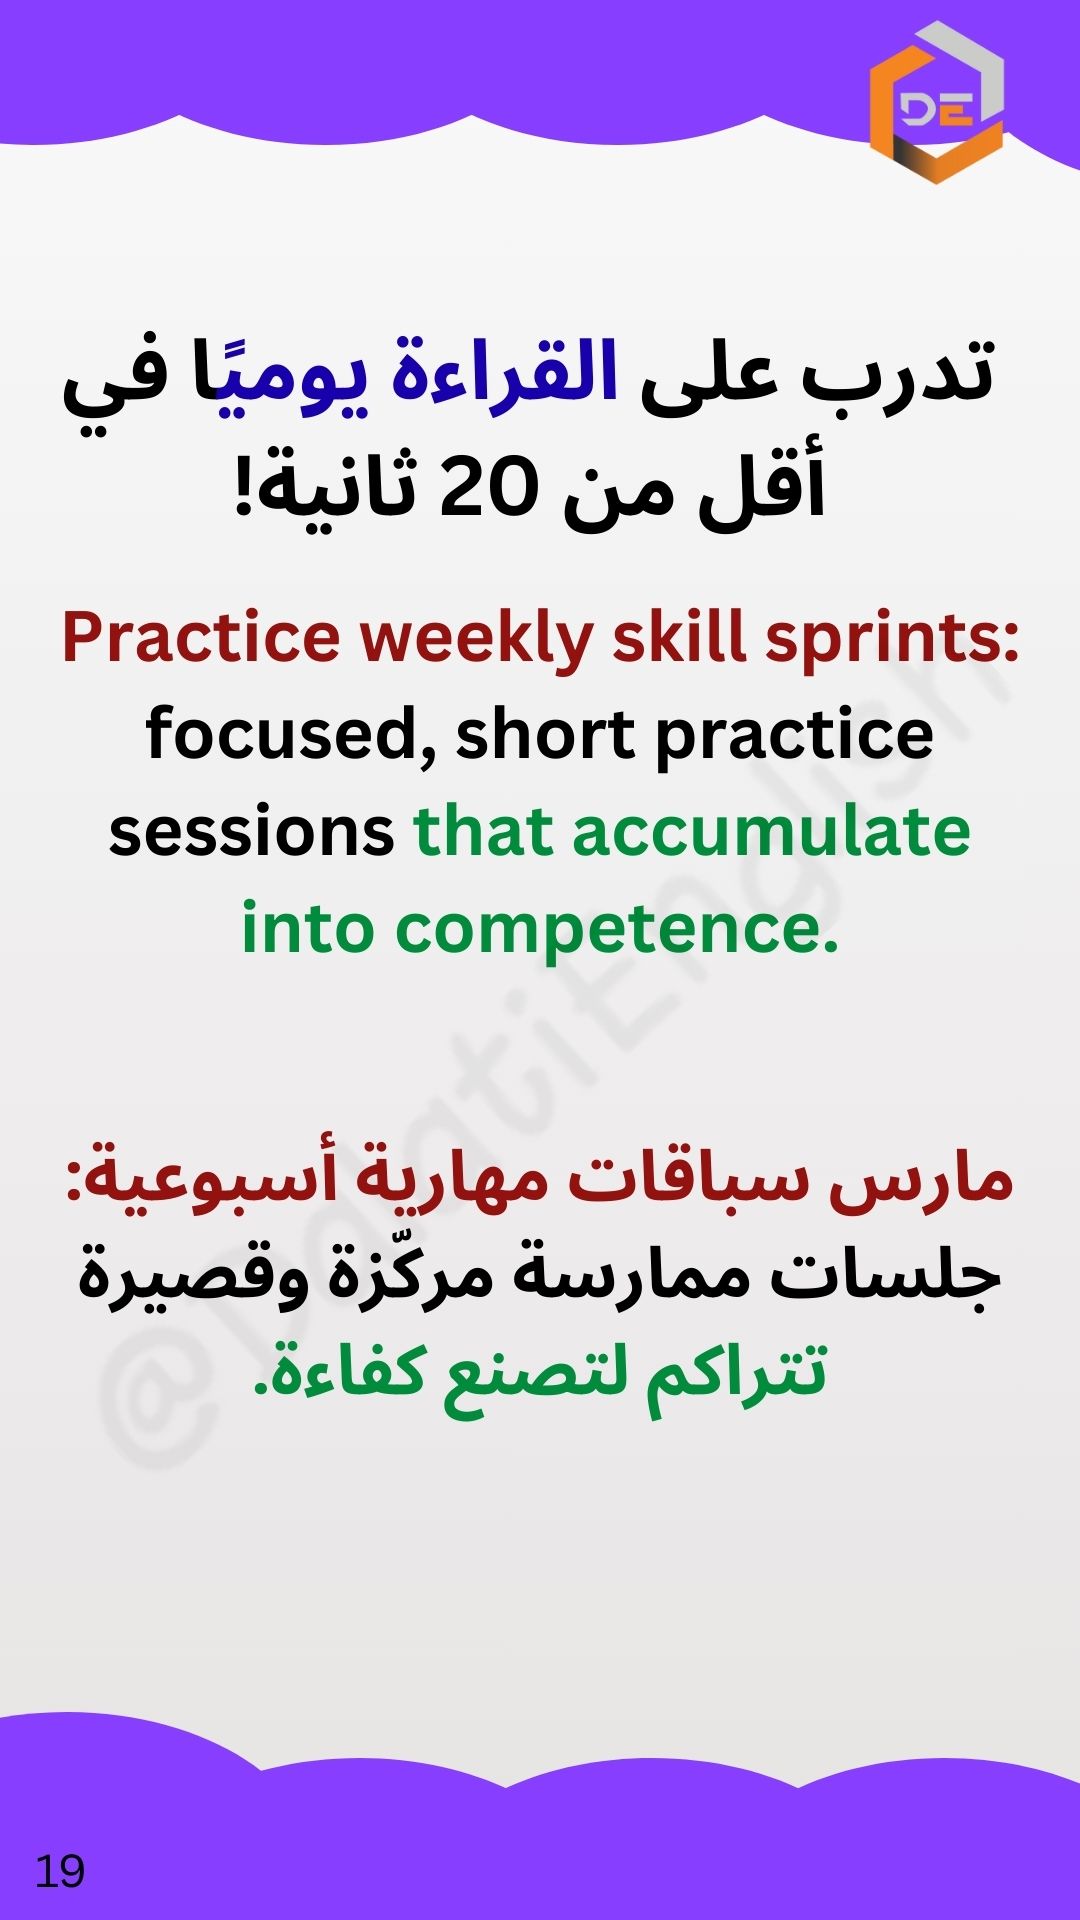 DE
تدرب على القراءة يوميًا في
أقل من 20 ثانية!
Practice weekly skill sprints:
focused, short practice
sessions that accumulate
into competence.
مارس سباقات مهارية أسبوعية:
جلسات ممارسة مركّزة وقصيرة
تتراكم لتصنع كفاءة.
@DalatiEnglish
19